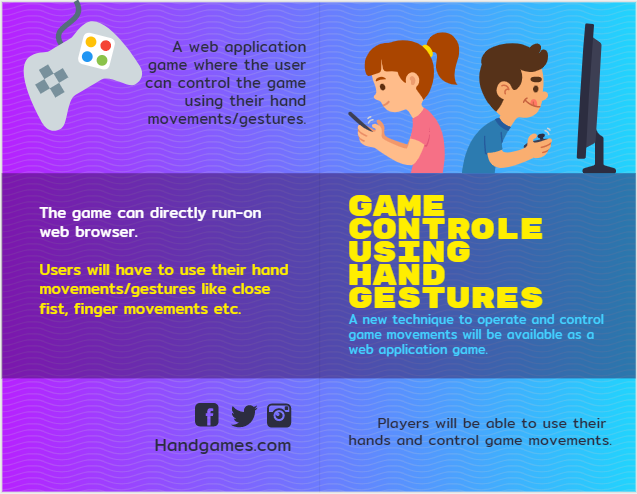 A web application
game where the user
can control the game
using their hand
movements/gestures.
The game can directly run-on
web browser.
Users will have to use their hand
movements/gestures like close
fist, finger movements etc.
GAME
CONTROLE
USING
HAND
GESTURES
A new technique to operate and control
game movements will be available as a
web application game.
Handgames.com
Players will be able to use their
hands and control game movements.